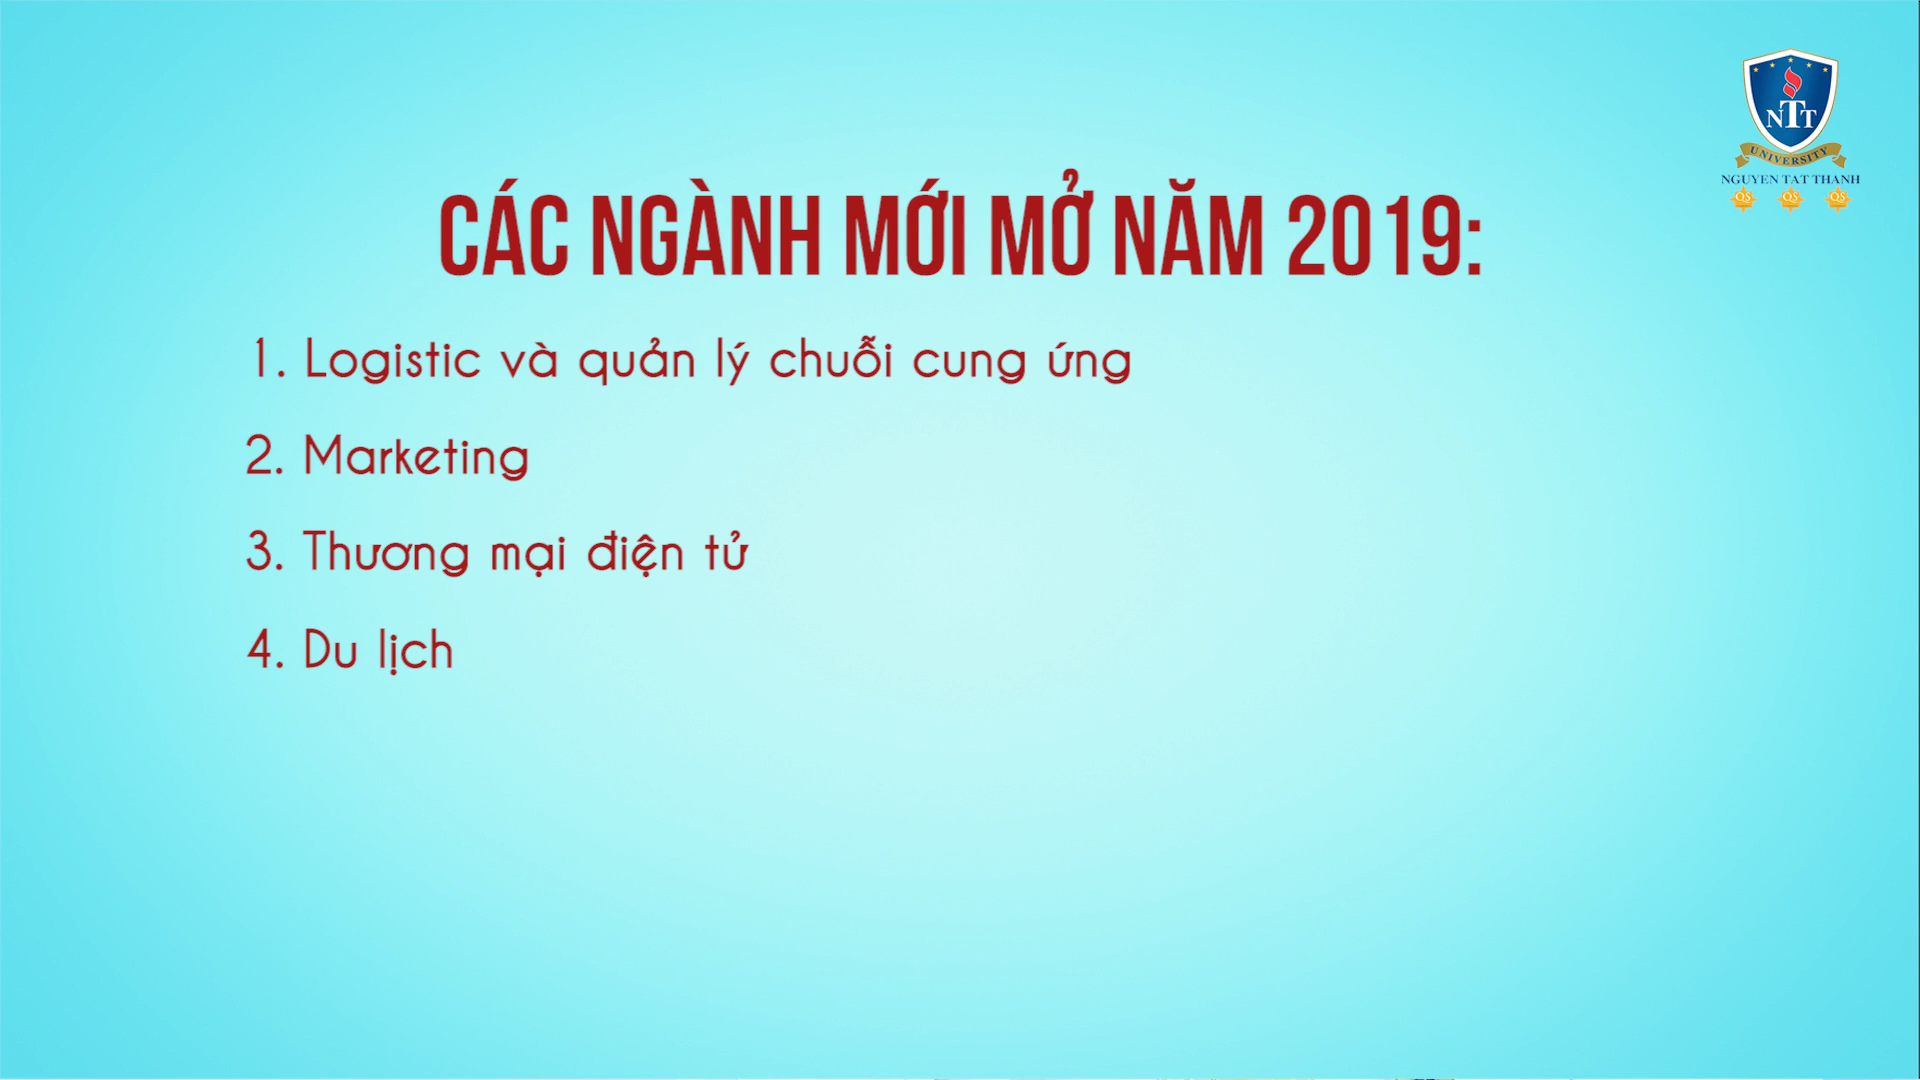 NTT
UNIVERSITY
NGUYEN TAT THANH
QS QS QS
CÁC NGÀNH MỚI MỞ NĂM 2019:
1. Logistic và quản lý chuỗi cung ứng
2. Marketing
3. Thương mại điện tử
4. Du lịch